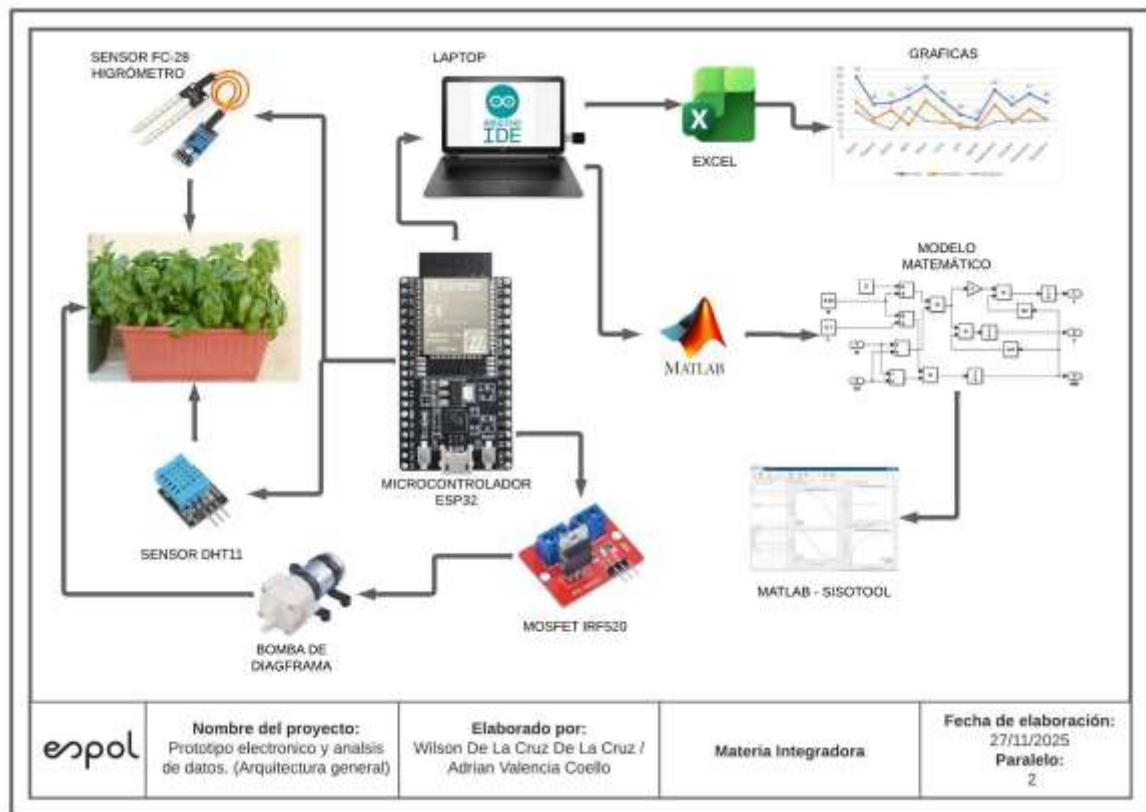 SENSOR FC-28
HIGRÓMETRO
LAPTOP
ARDUINO
IDE
X
EXCEL
GRAFICAS
MODELO
MATEMÁTICO
MATLAB
MICROCONTROLADOR
ESP32
SENSOR DHT11
BOMBA DE
DIAGFRAMA
MOSFET IRF520
MATLAB - SISOTOOL
espol
Nombre del proyecto:
Prototipo electronico y analsis
de datos. (Arquitectura general)
Elaborado por:
Wilson De La Cruz De La Cruz /
Adrian Valencia Coello
Materia Integradora
Fecha de elaboración:
27/11/2025
Paralelo:
2